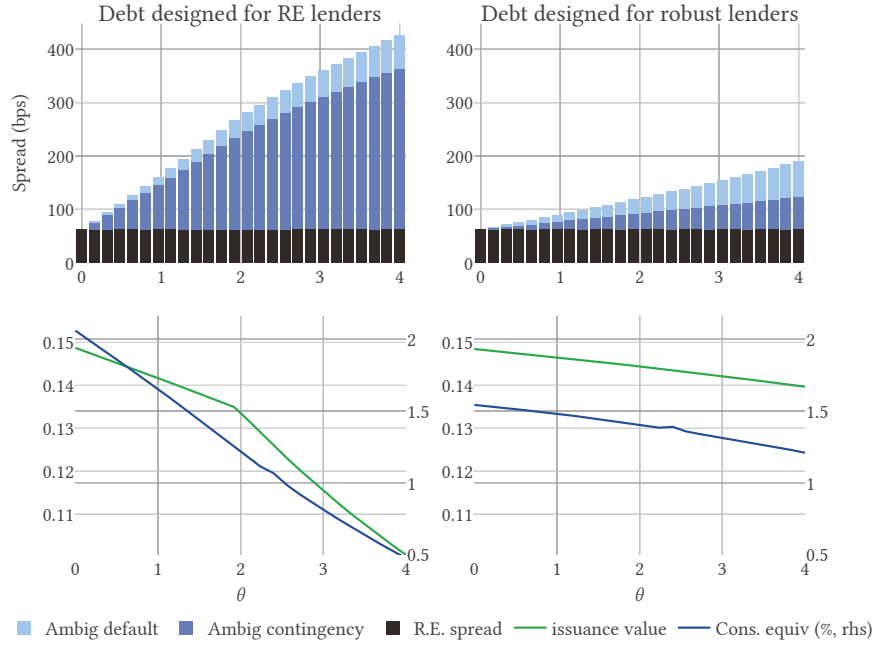 Debt designed for RE lenders
Debt designed for robust lenders
Spread (bps)
400
300
200
100
0
0 1 2 3 4
400
300
200
100
0
0 1 2 3 4
0.15
0.14
0.13
0.12
0.11
2
1.5
1
0.5
0 1 2 3 4
θ
0.15
0.14
0.13
0.12
0.11
2
1.5
1
0.5
0 1 2 3 4
θ
Ambig default Ambig contingency R.E. spread issuance value Cons. equiv (%, rhs)